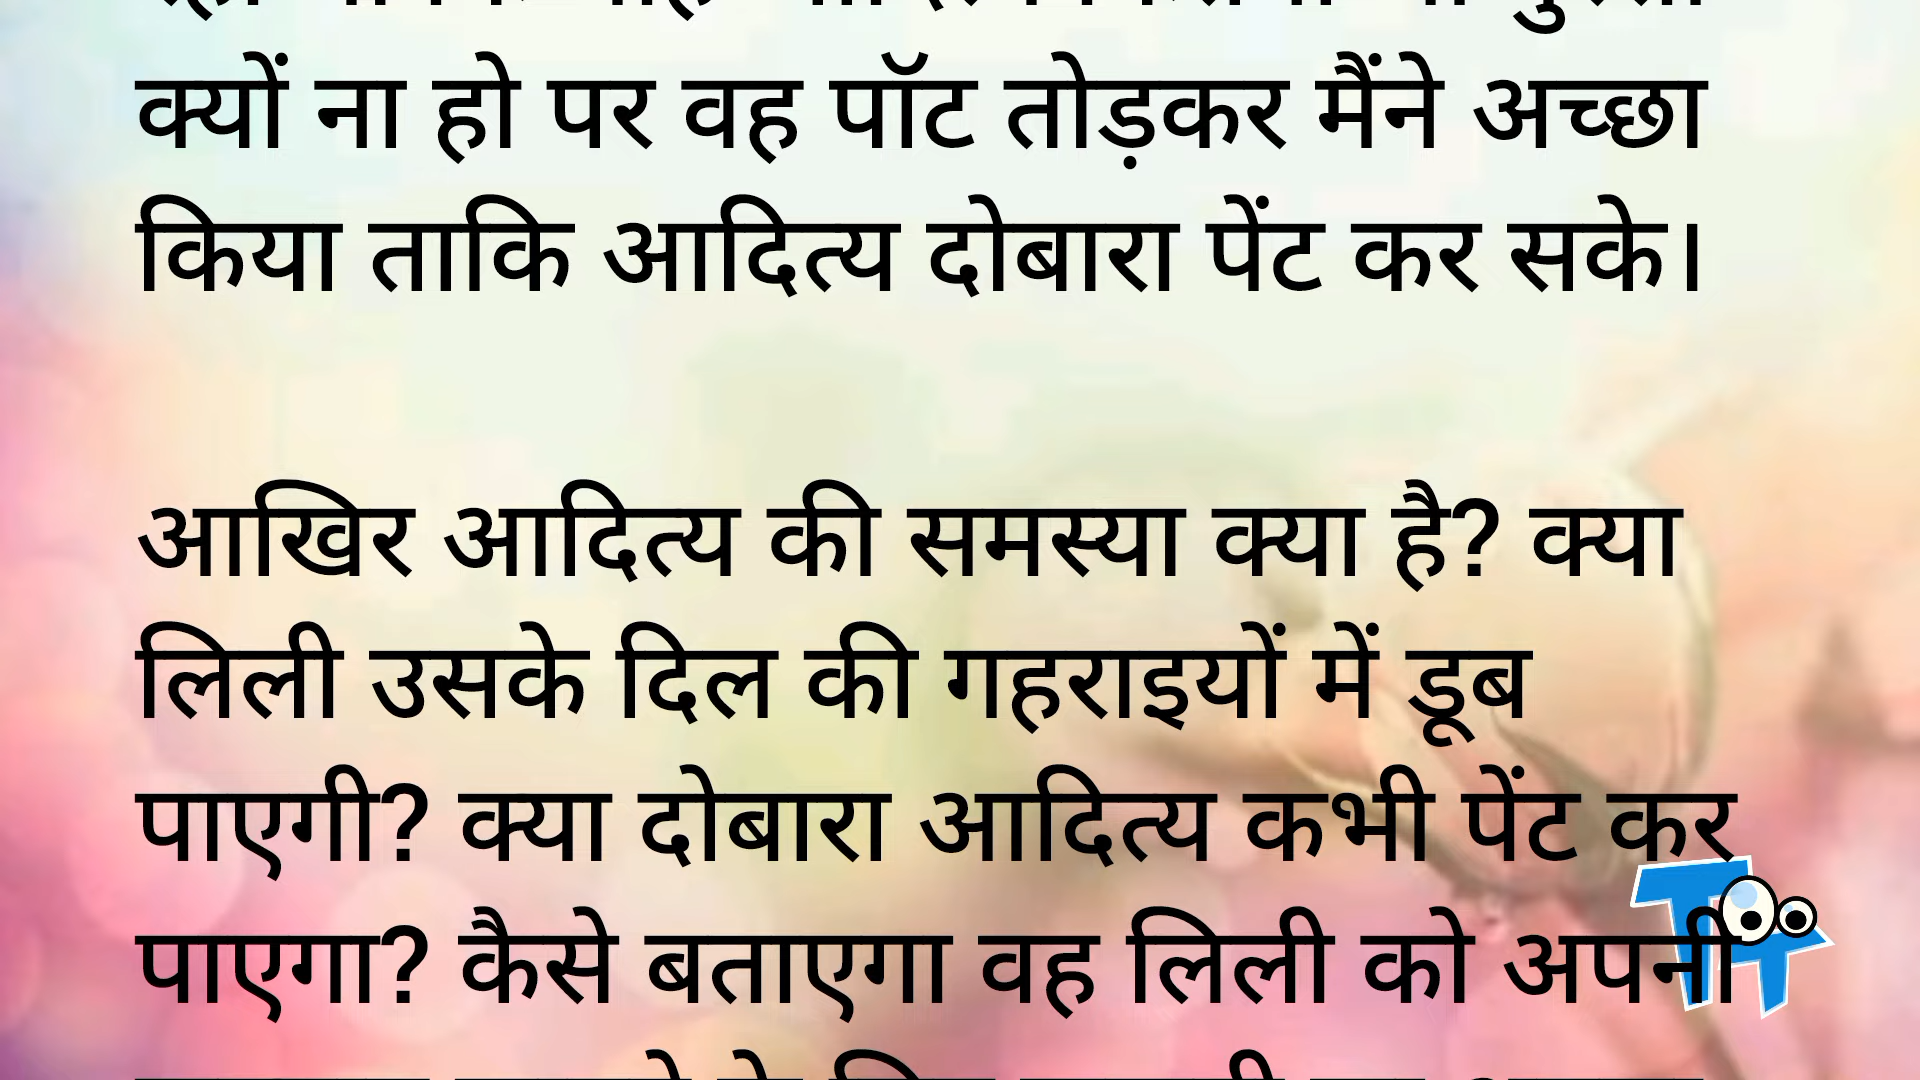 क्यों ना हो पर वह पॉट तोड़कर मैंने अच्छा
किया ताकि आदित्य दोबारा पेंट कर सके।
आखिर आदित्य की समस्या क्या है? क्या
लिली उसके दिल की गहराइयों में डूब
पाएगी? क्या दोबारा आदित्य कभी पेंट कर
पाएगा? कैसे बताएगा वह लिली को अपनी